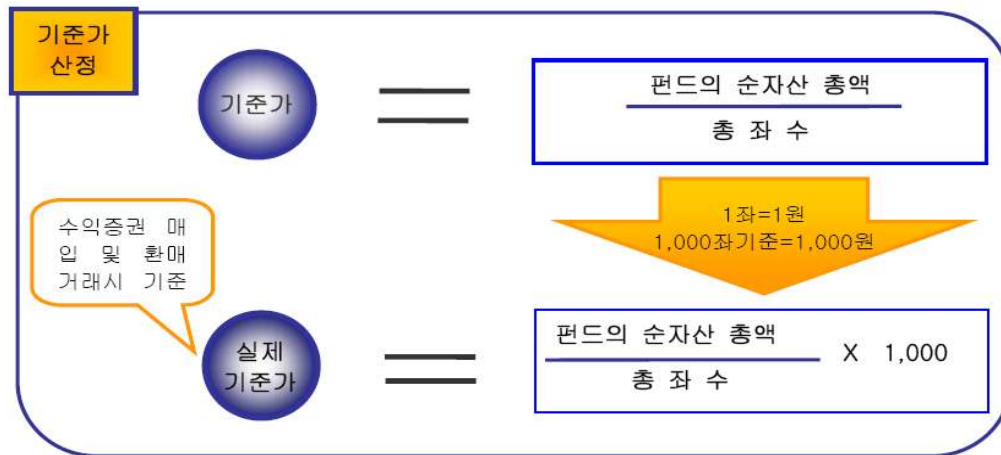 기준가
산정
기준가
펀드의 순자산 총액
총 좌 수
1좌=1원
1,000좌기준=1,000원
수익증권 매
입 및 환매
거래시 기준
실제
기준가
펀드의 순자산 총액
총 좌 수
X 1,000